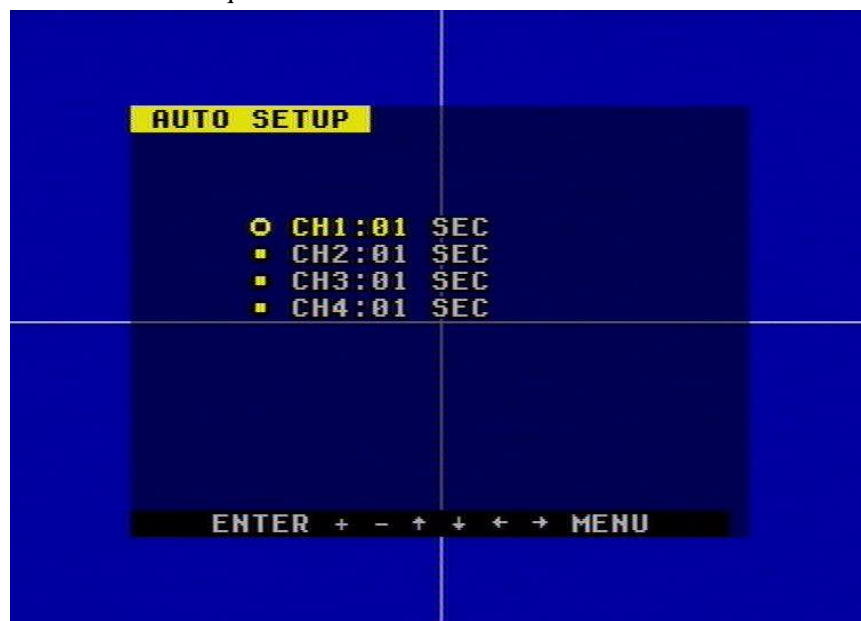 AUTO SETUP
CH1:01 SEC
CH2:01 SEC
CH3:01 SEC
CH4:01 SEC
ENTER + - ↑ ↓ ← → MENU